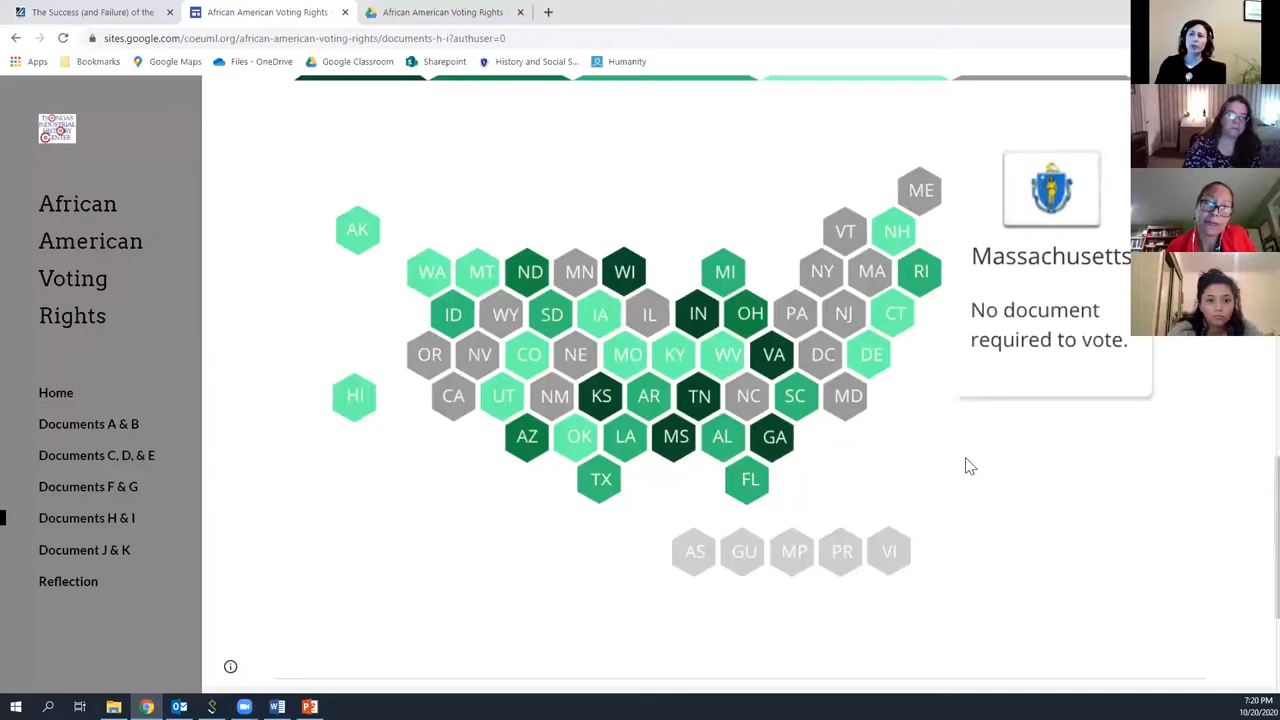 The Success (and Failure) of the
African American Voting Rights
African American Voting Rights
sites.google.com/coeuml.org/african-american-voting-rights/documents-h-i?authuser=0
Apps
Bookmarks
Google Maps
Files - OneDrive
Google Classroom
Sharepoint
History and Social S...
Humanity
TSONGAS
INDUSTRIAL
HISTORY
CENTER
African
American
Voting
Rights
Home
Documents A & B
Documents C, D, & E
Documents F & G
Documents H & I
Document J & K
Reflection
ME
AK VT NH
WA MT ND MN WI MI NY MA RI
ID WY SD IA IL IN OH PA NJ CT
OR NV CO NE MO KY WV VA DC DE
HI CA UT NM KS AR TN NC SC MD
AZ OK LA MS AL GA
TX FL
AS GU MP PR VI
Massachusetts
No document
required to vote.
7:20 PM
10/20/2020